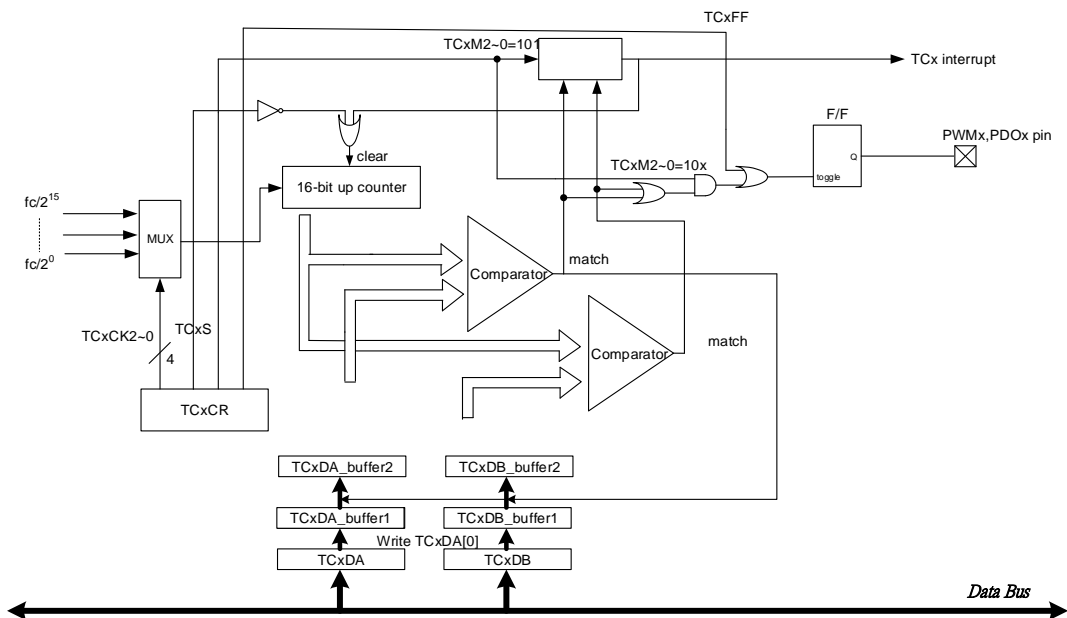 TCxFF
TCxM2~0=101
TCx interrupt
F/F
PWMx,PDOx pin
Q
toggle
clear
TCxM2~0=10x
16-bit up counter
fc/2¹⁵
MUX
fc/2⁰
match
Comparator
TCxCK2~0
TCxS
4
match
Comparator
TCxCR
TCxDA_buffer2
TCxDB_buffer2
TCxDA_buffer1
TCxDB_buffer1
Write TCxDA[0]
TCxDA
TCxDB
Data Bus